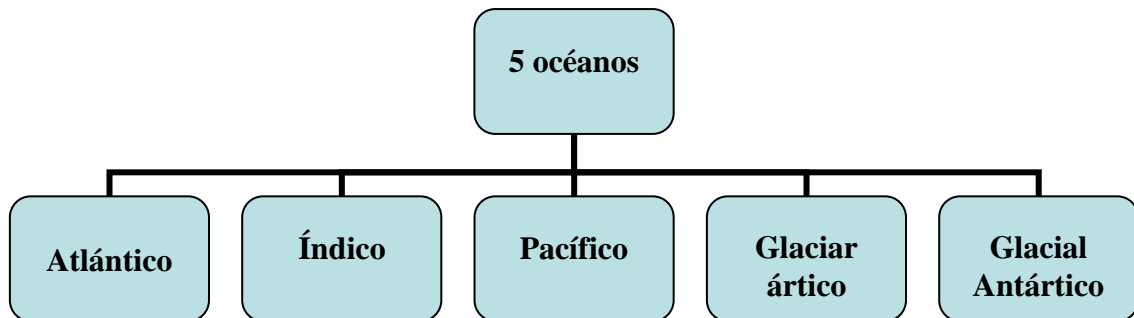 5 océanos
Atlántico
Índico
Pacífico
Glaciar
ártico
Glacial
Antártico